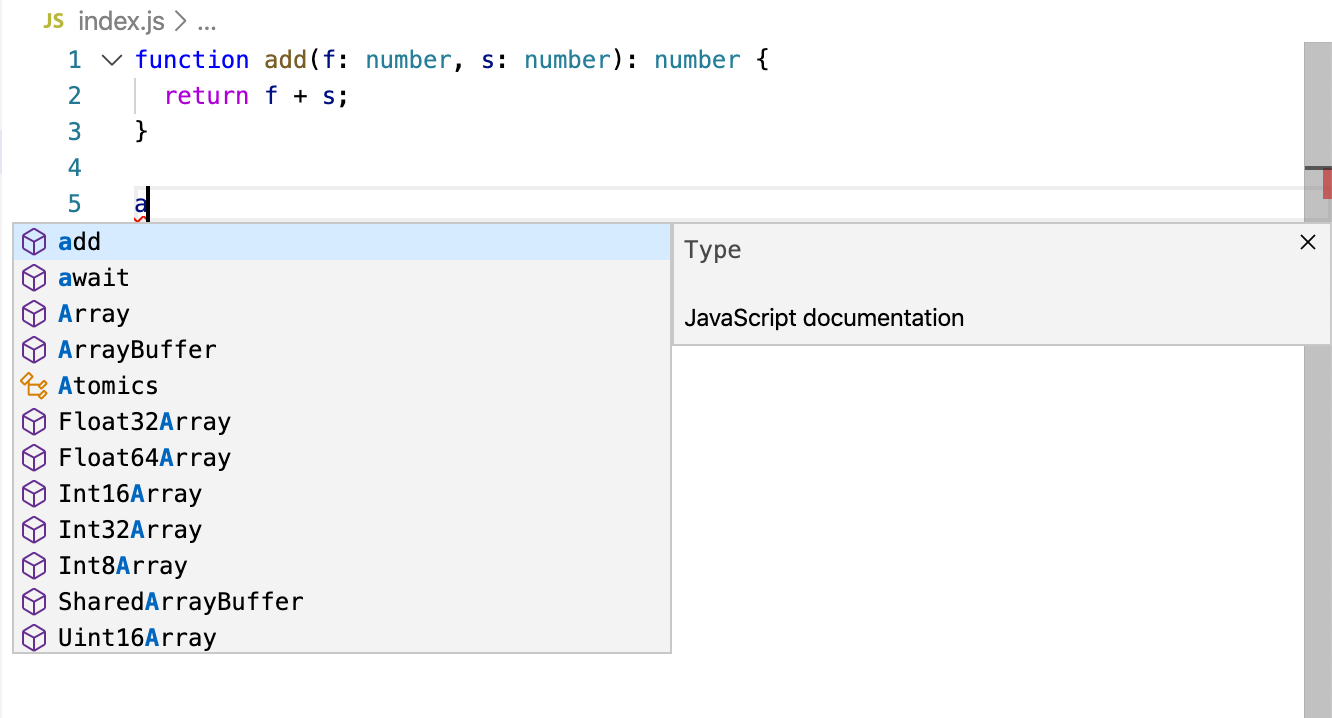 JS index.js > ...
1 function add(f: number, s: number): number {
2 return f + s;
3 }
4
5 a
add
await
Array
ArrayBuffer
Atomics
Float32Array
Float64Array
Int16Array
Int32Array
Int8Array
SharedArrayBuffer
Uint16Array
Type
JavaScript documentation